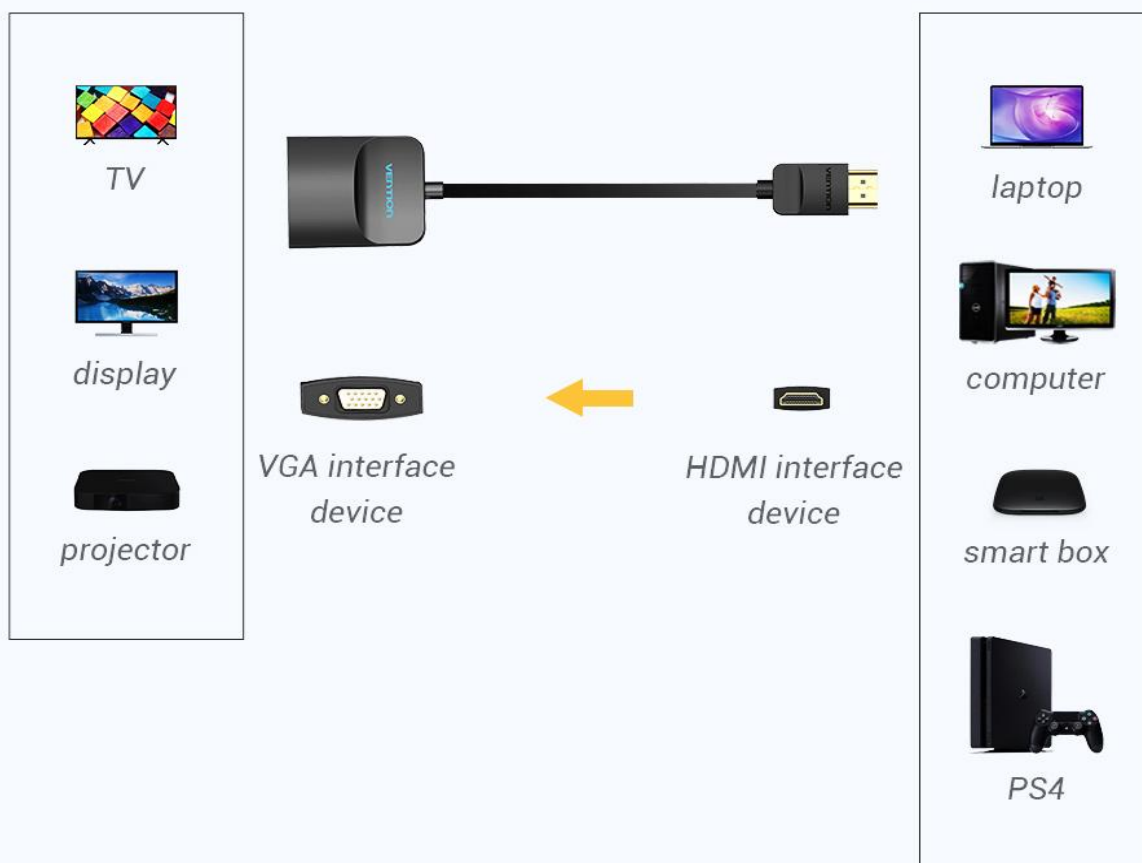 TV
display
projector
VENTION
VENTION
VGA interface
device
HDMI interface
device
laptop
computer
smart box
PS4